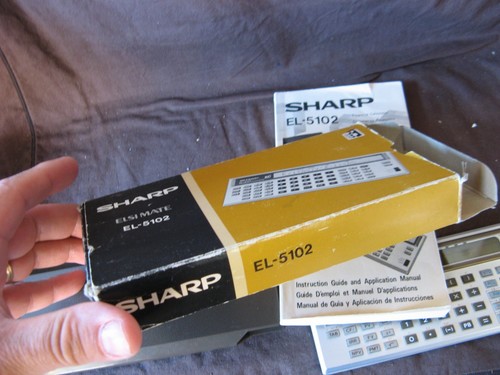 SHARP
EL-5102
SHARP
ELSI MATE
EL-5102
SHARP
EL-5102
Instruction Guide and Application Manual
Guide D'emploi et Manuel D'applications
Manual de Guia y Aplicacion de Instrucciones